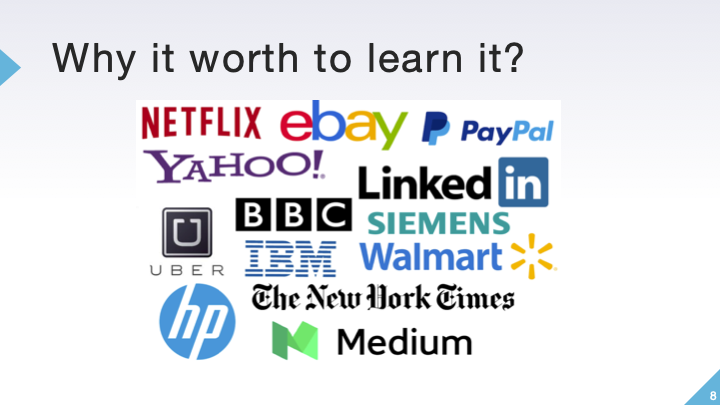 Why it worth to learn it?
NETFLIX ebay P PayPal
YAHOO!
Linked in
U BBC SIEMENS
UBER IBM Walmart
hp The New York Times
Medium
8